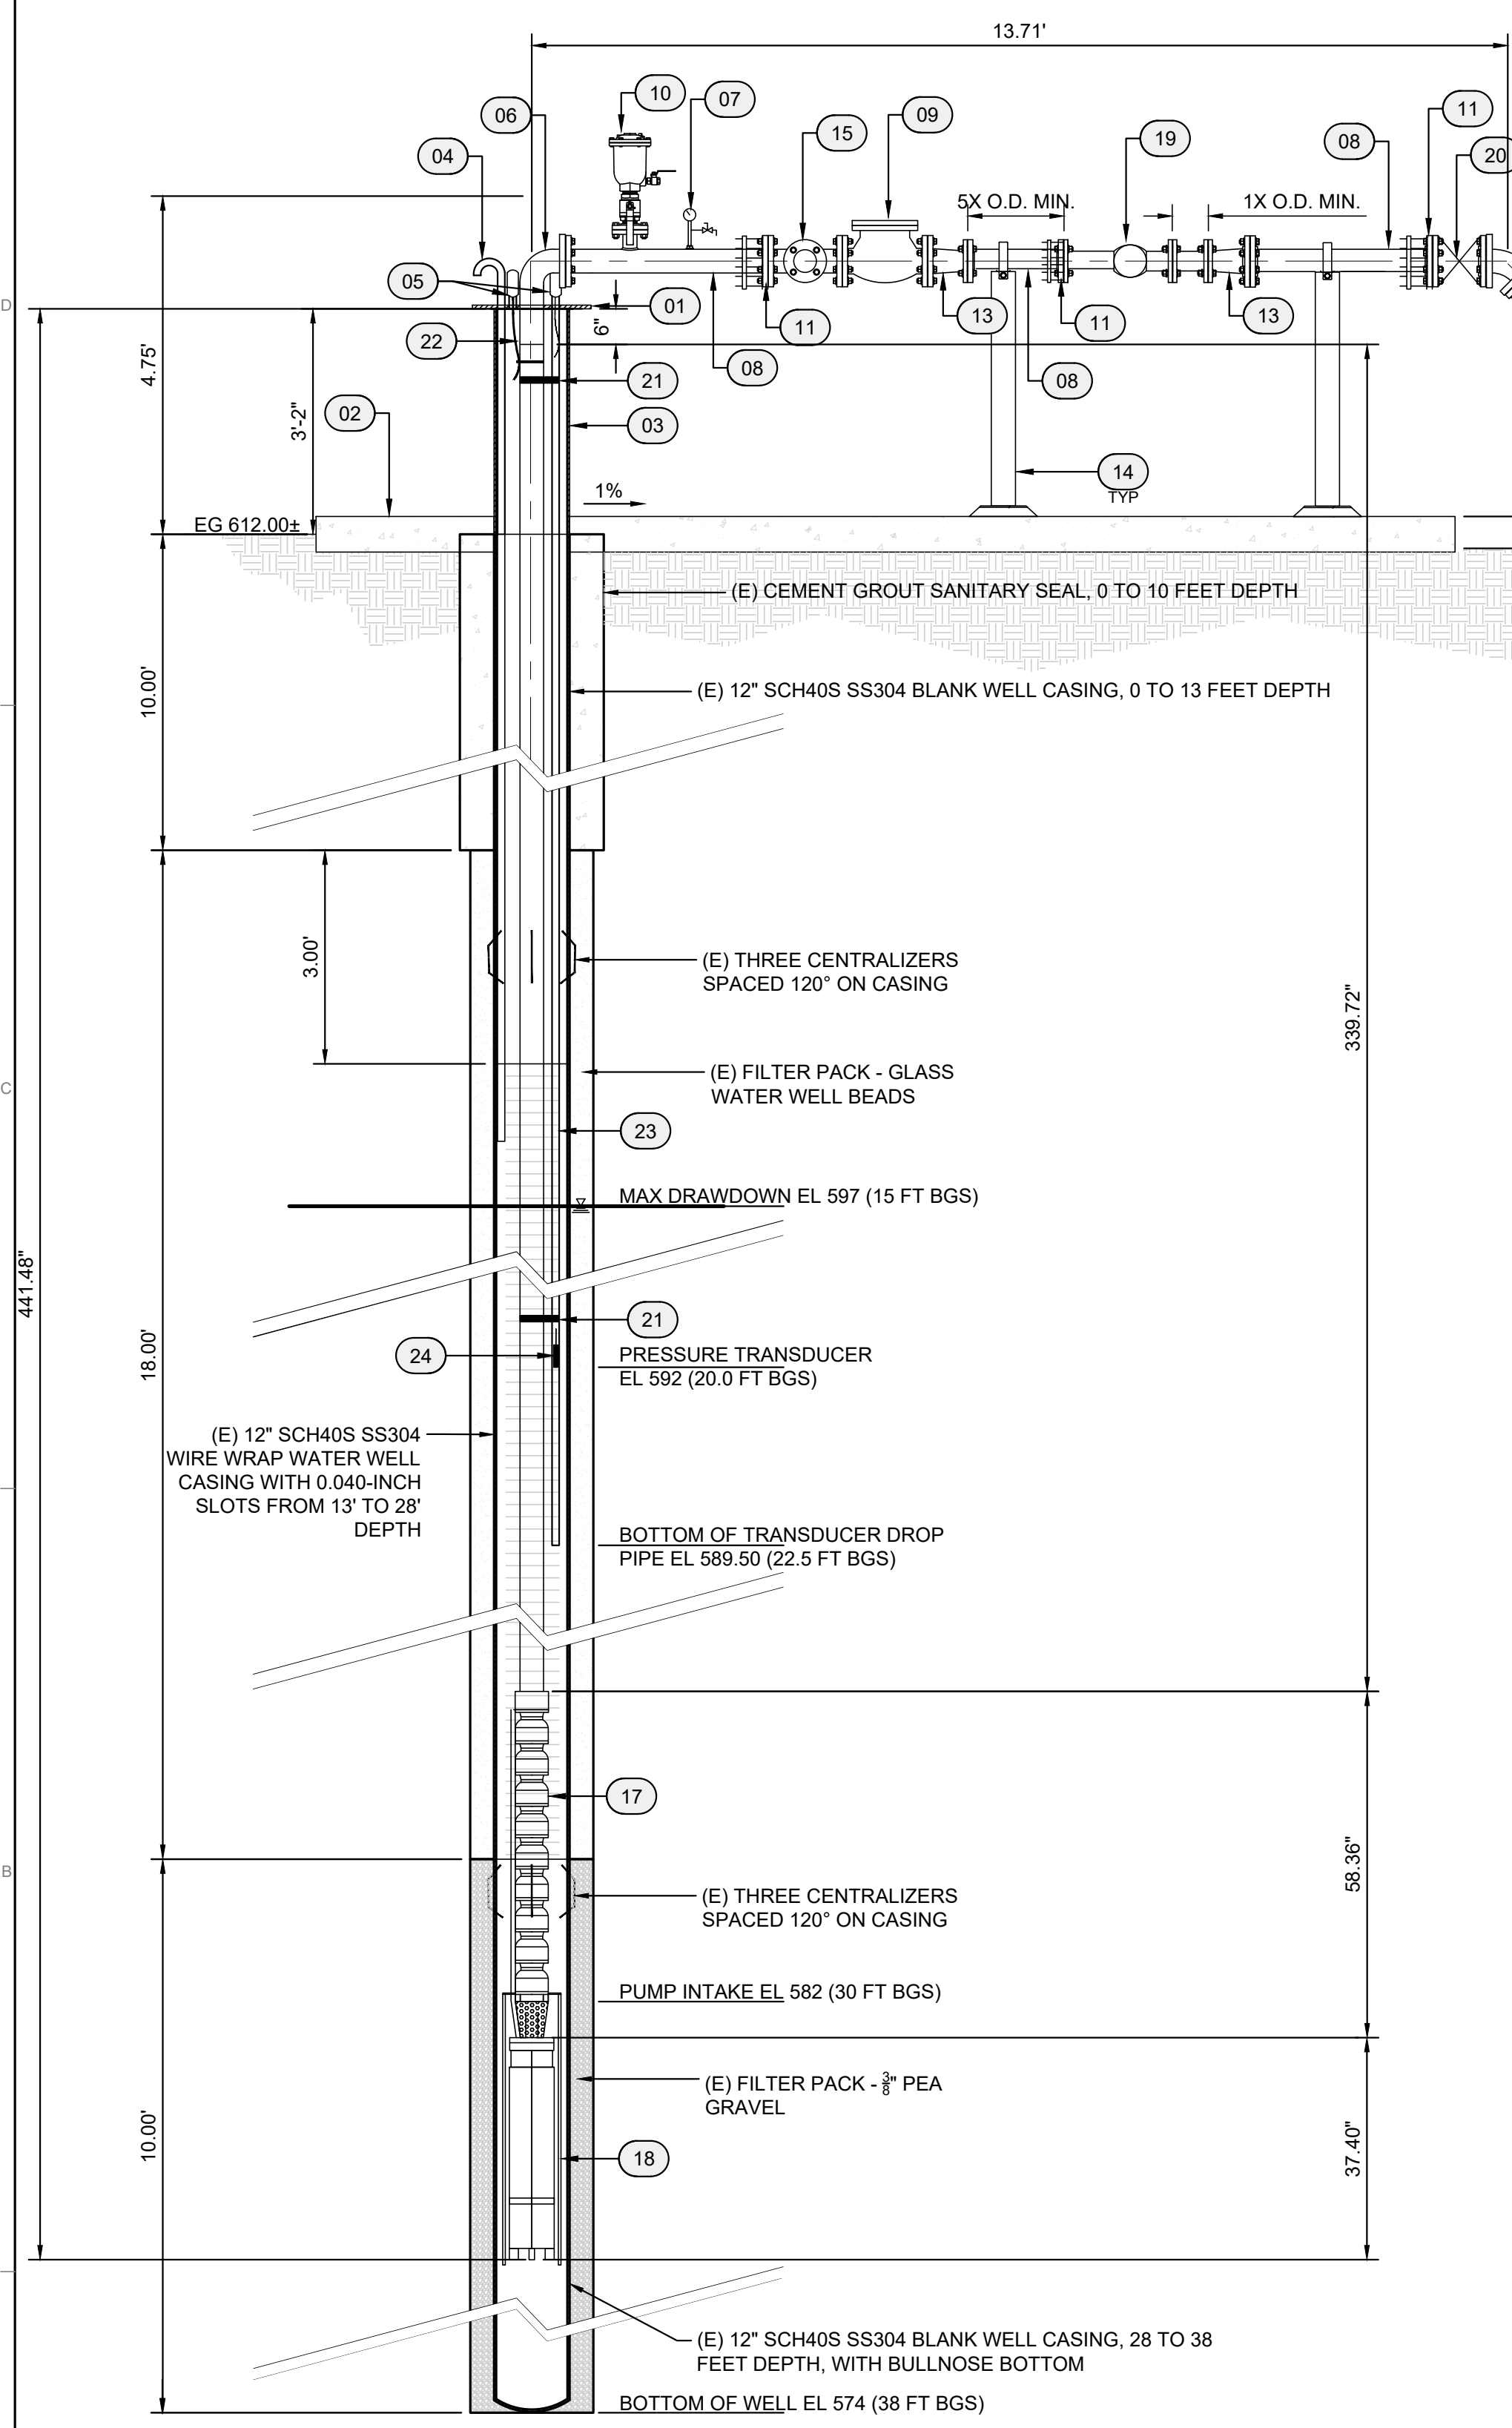 13.71'
10
07
06
11
09
15
19
08
04
20
5X O.D. MIN.
1X O.D. MIN.
05
01
D
6"
13
11
13
22
11
4.75'
08
21
08
3'-2"
02
03
14
TYP
1%
EG 612.00±
(E) CEMENT GROUT SANITARY SEAL, 0 TO 10 FEET DEPTH
10.00'
(E) 12" SCH40S SS304 BLANK WELL CASING, 0 TO 13 FEET DEPTH
3.00'
(E) THREE CENTRALIZERS
SPACED 120° ON CASING
339.72"
C
(E) FILTER PACK - GLASS
WATER WELL BEADS
23
MAX DRAWDOWN EL 597 (15 FT BGS)
441.48"
21
18.00'
24
PRESSURE TRANSDUCER
EL 592 (20.0 FT BGS)
(E) 12" SCH40S SS304
WIRE WRAP WATER WELL
CASING WITH 0.040-INCH
SLOTS FROM 13' TO 28'
DEPTH
BOTTOM OF TRANSDUCER DROP
PIPE EL 589.50 (22.5 FT BGS)
17
B
58.36"
(E) THREE CENTRALIZERS
SPACED 120° ON CASING
PUMP INTAKE EL 582 (30 FT BGS)
(E) FILTER PACK - 3/8" PEA
GRAVEL
10.00'
37.40"
18
(E) 12" SCH40S SS304 BLANK WELL CASING, 28 TO 38
FEET DEPTH, WITH BULLNOSE BOTTOM
BOTTOM OF WELL EL 574 (38 FT BGS)